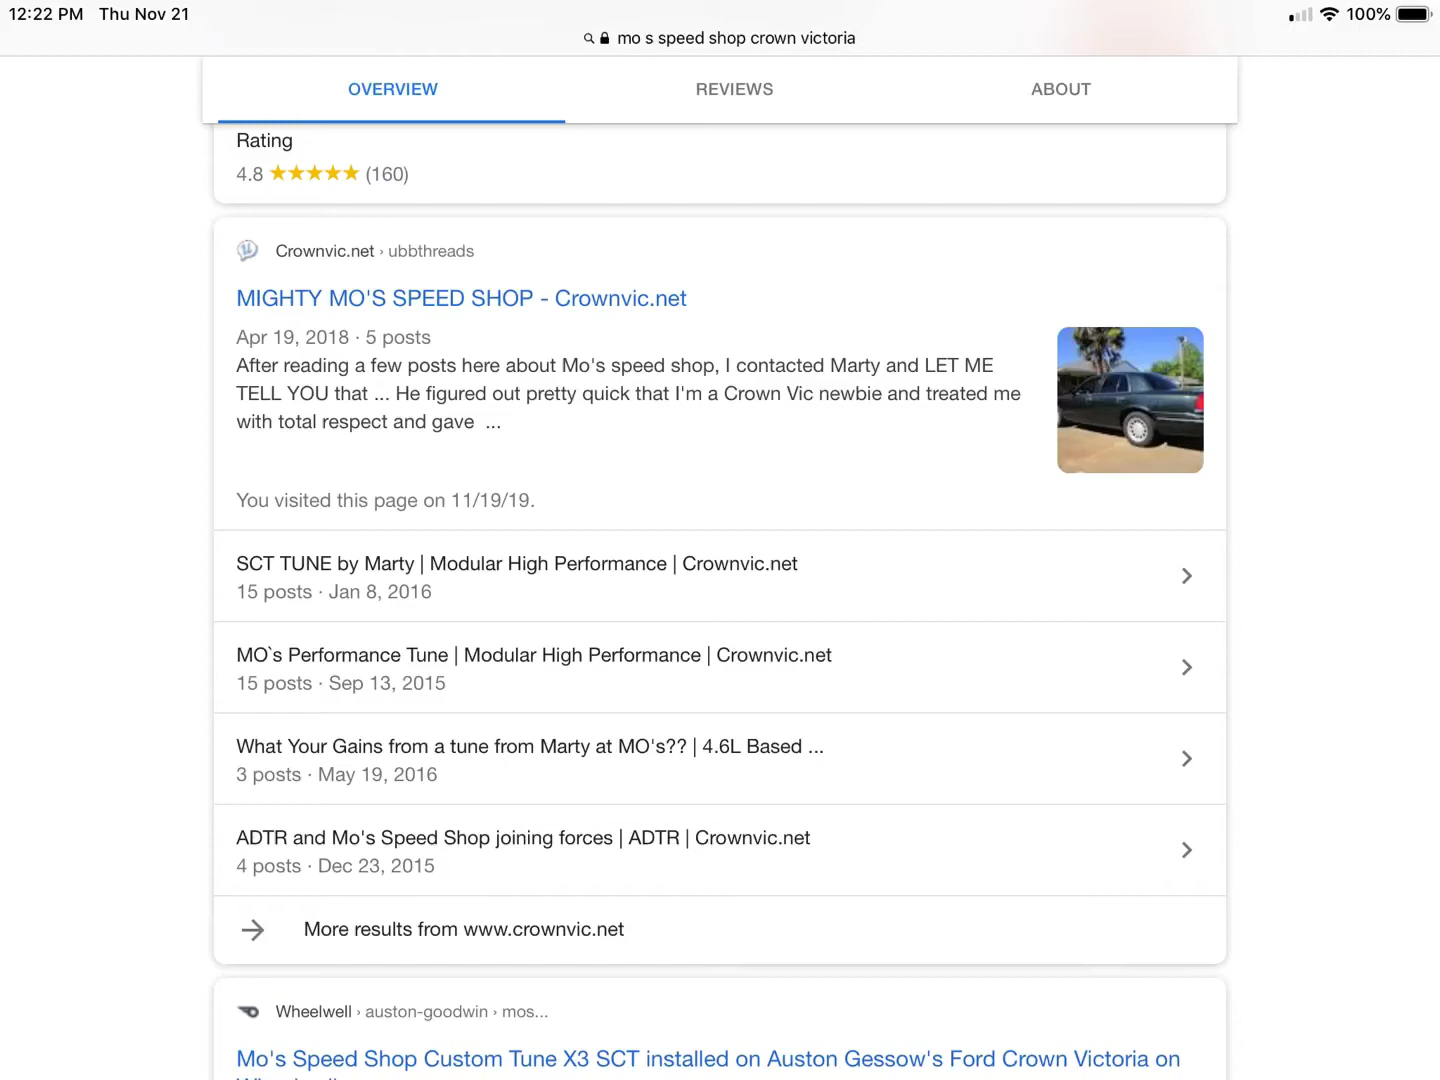 12:22 PM Thu Nov 21
100%
mo s speed shop crown victoria
OVERVIEW
REVIEWS
ABOUT
Rating
4.8 ★★★★★ (160)
Crownvic.net › ubbthreads
MIGHTY MO'S SPEED SHOP - Crownvic.net
Apr 19, 2018 · 5 posts
After reading a few posts here about Mo's speed shop, I contacted Marty and LET ME
TELL YOU that ... He figured out pretty quick that I'm a Crown Vic newbie and treated me
with total respect and gave ...
You visited this page on 11/19/19.
SCT TUNE by Marty | Modular High Performance | Crownvic.net
15 posts · Jan 8, 2016
MO`s Performance Tune | Modular High Performance | Crownvic.net
15 posts · Sep 13, 2015
What Your Gains from a tune from Marty at MO's?? | 4.6L Based ...
3 posts · May 19, 2016
ADTR and Mo's Speed Shop joining forces | ADTR | Crownvic.net
4 posts · Dec 23, 2015
More results from www.crownvic.net
Wheelwell › auston-goodwin › mos...
Mo's Speed Shop Custom Tune X3 SCT installed on Auston Gessow's Ford Crown Victoria on